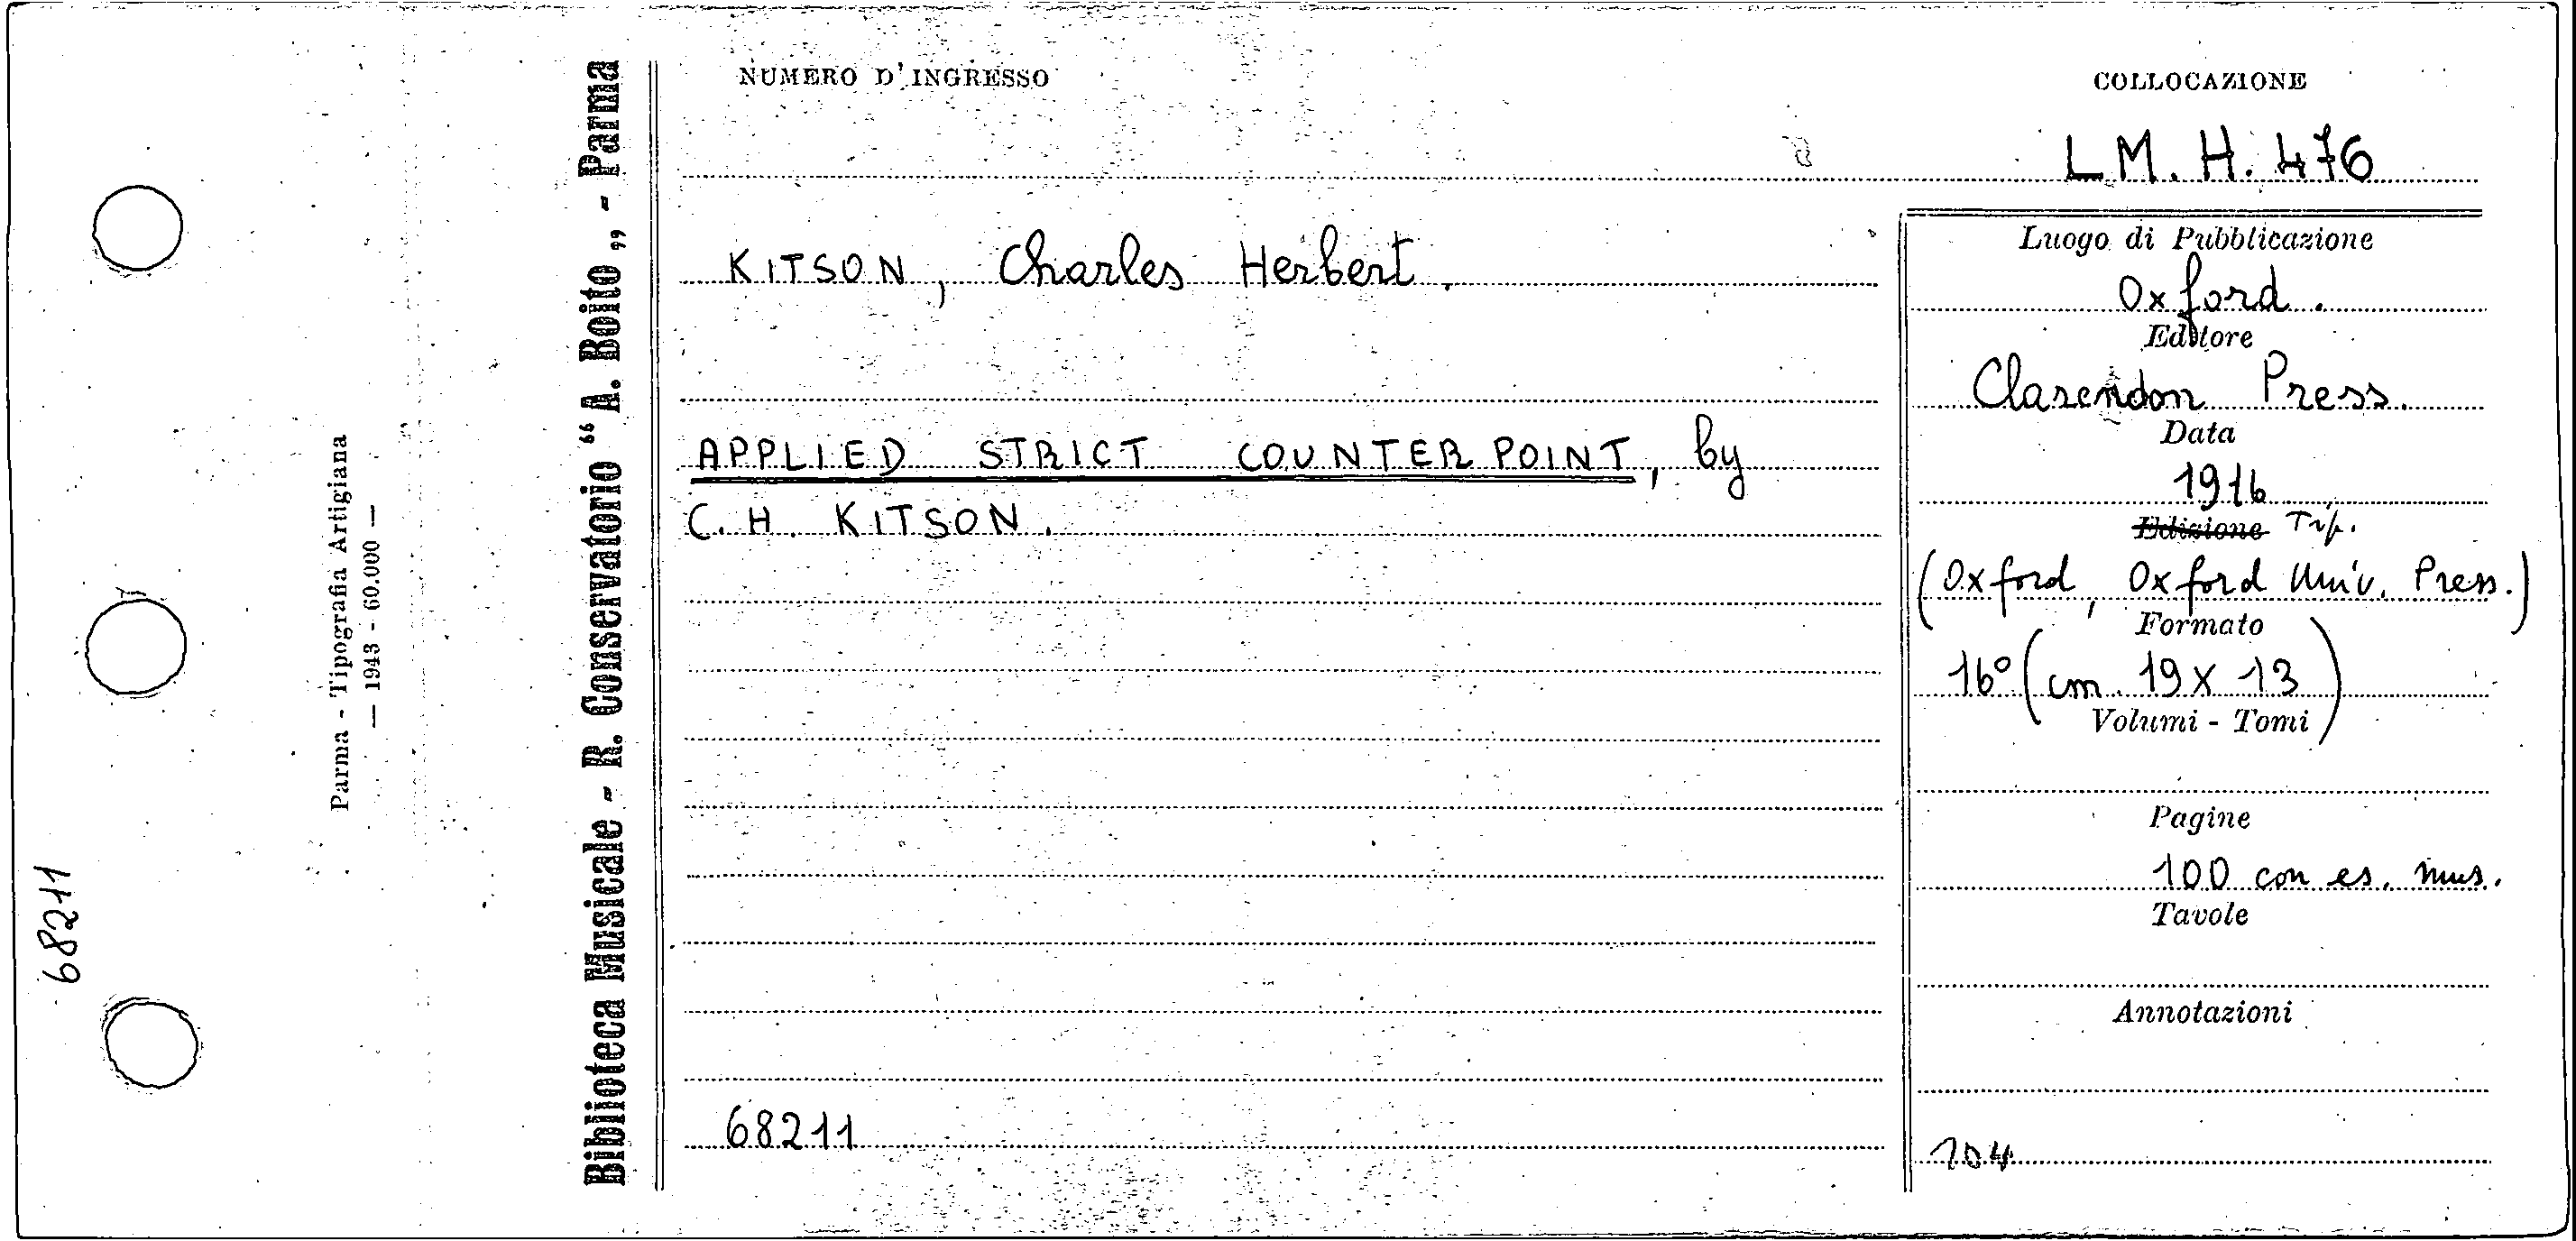 NUMERO D'INGRESSO
COLLOCAZIONE
LM. H. 476
KITSON, Charles Herbert.
APPLIED STRICT COUNTERPOINT, by
C. H. KITSON.
68211
Luogo di Pubblicazione
Oxford.
Editore
Clarendon Press.
Data
1916
Edizione Tip.
(Oxford, Oxford Univ. Press.)
Formato
16° (cm. 19 x 13)
Volumi - Tomi
Pagine
100 con es. mus.
Tavole
Annotazioni
104
Biblioteca Musicale - R. Conservatorio "A. Boito„ - Parma
Parma - Tipografia Artigiana
— 1943 - 60.000 —
68211